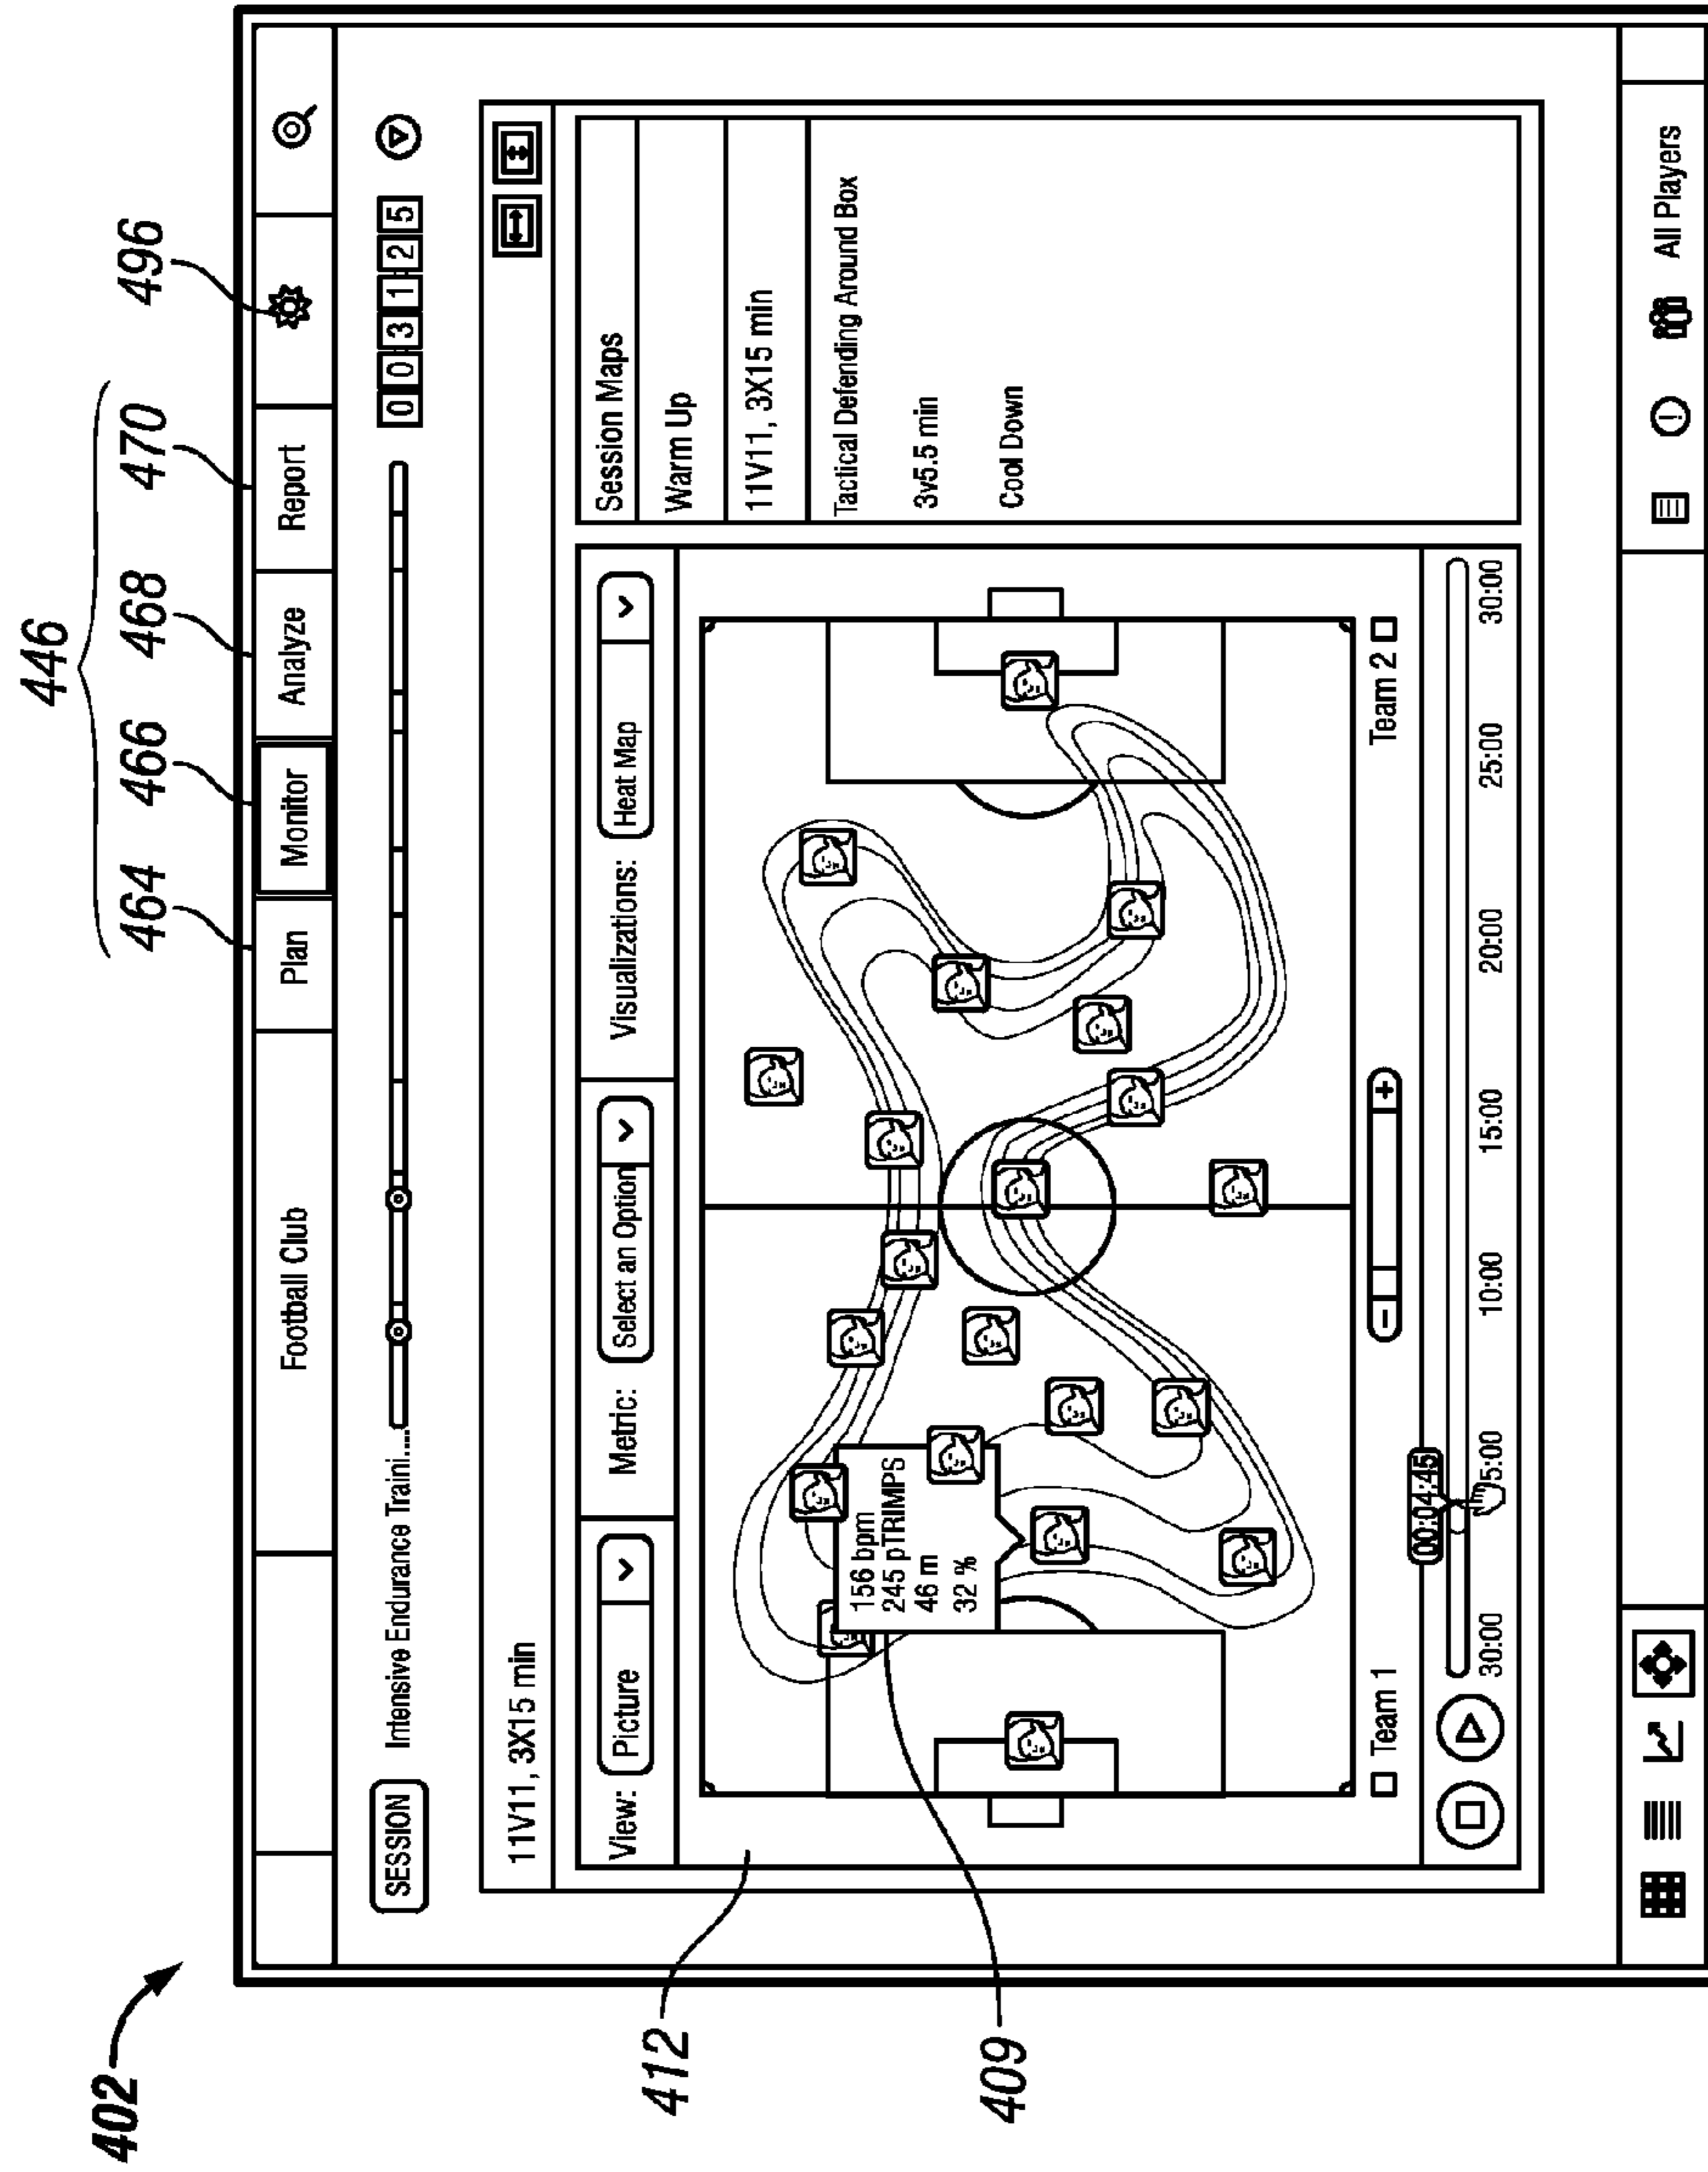 402
446
464 466 468 470 496
Football Club Plan Monitor Analyze Report
SESSION Intensive Endurance Traini.... 0 0 3 1 2 5
11V11, 3X15 min
View: Picture Metric: Select an Option Visualizations: Heat Map
Session Maps
Warm Up
11V11, 3X15 min
Tactical Defending Around Box
3v5.5 min
Cool Down
412
409
156 bpm
245 pTRIMPS
46 m
32 %
Team 1 - + Team 2
00:04:45
30:00 5:00 10:00 15:00 20:00 25:00 30:00
All Players